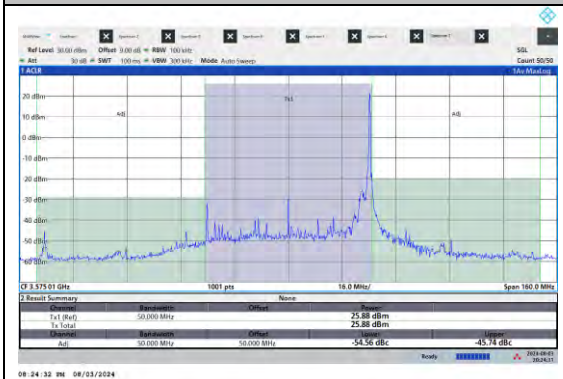 Ref Level 30.00 dBm Offset 9.00 dB RBW 100 kHz SGL
Att 30 dB SWT 100 ms VBW 300 kHz Mode Auto Sweep Count 50/50
1 ACLR 1Av MaxLog
20 dBm
10 dBm
0 dBm
-10 dBm
-20 dBm
-30 dBm
-40 dBm
-50 dBm
-60 dBm
Adj Tx1 Adj
CF 3.57501 GHz 1001 pts 16.0 MHz/ Span 160.0 MHz
2 Result Summary None
Channel Bandwidth Offset Power
Tx1 (Ref) 50.000 MHz 25.88 dBm
Tx Total 25.88 dBm
Channel Bandwidth Offset Lower Upper
Adj 50.000 MHz 50.000 MHz -54.56 dBc -45.74 dBc
Ready
08:24:32 PM 08/03/2024